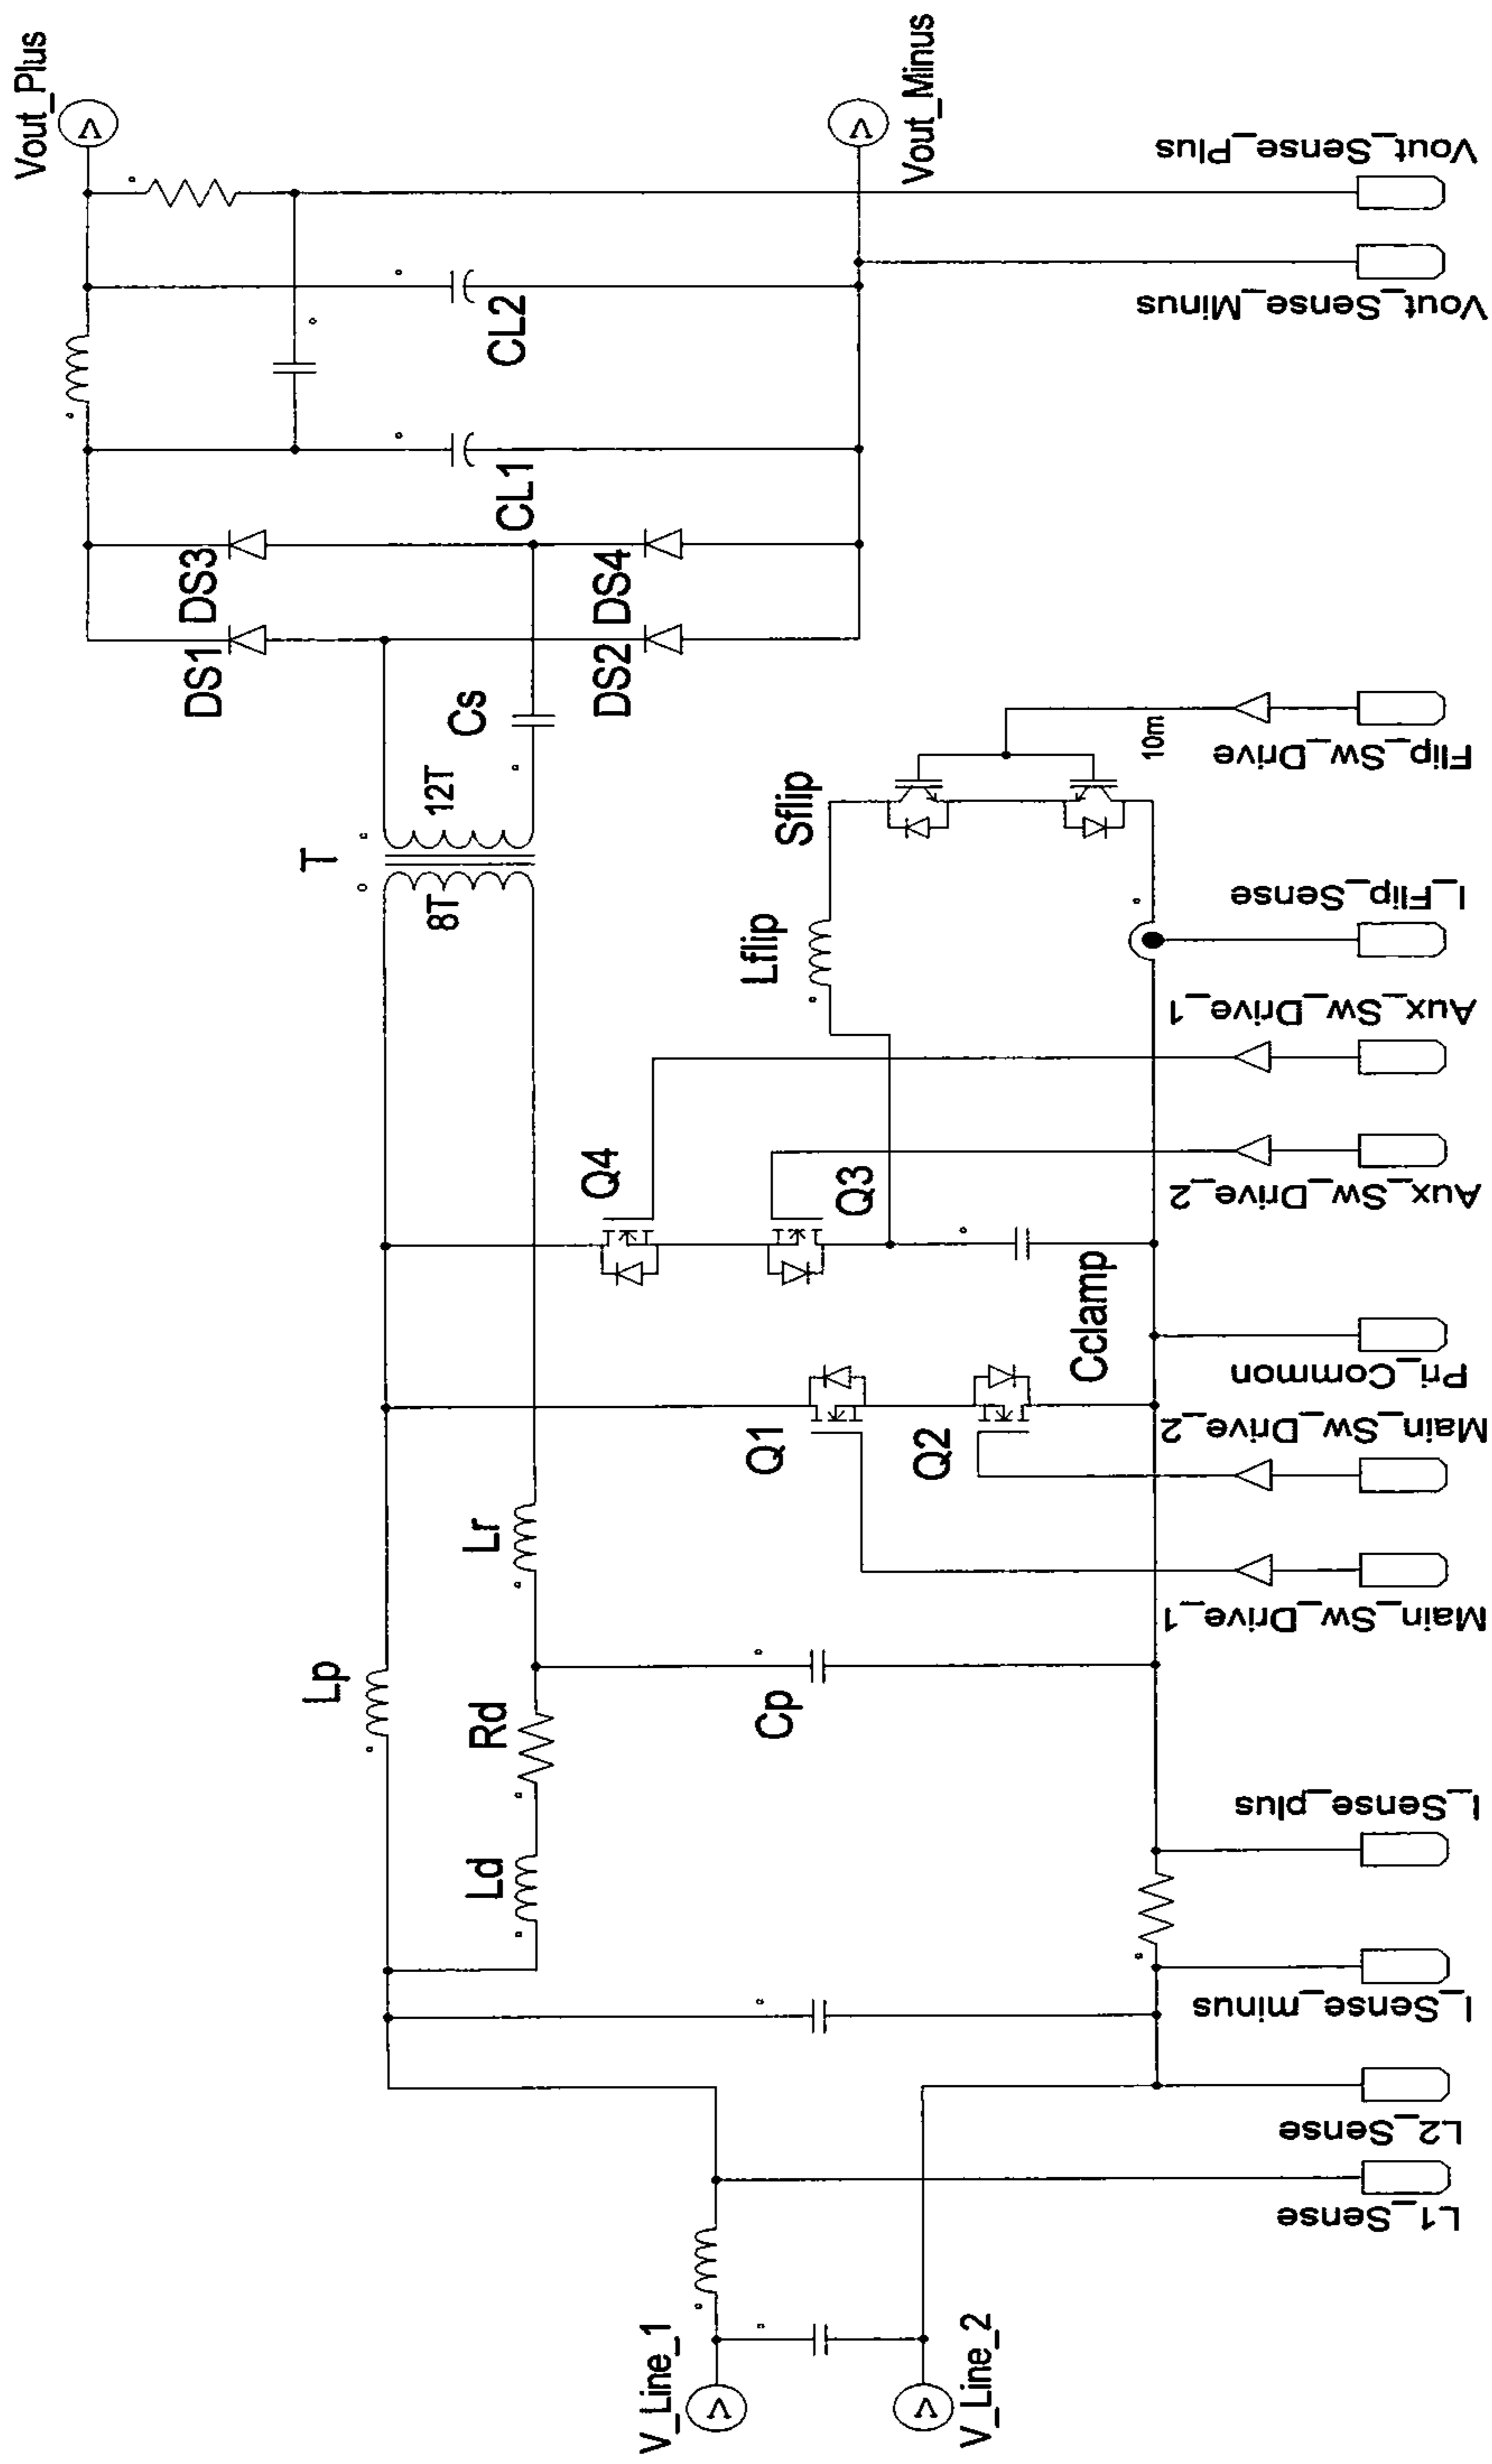 Vout_Plus
Vout_Minus
Vout_Sense_Plus
Vout_Sense_Minus
CL2
CL1
DS3
DS4
DS1
DS2
Cs
12T
T
8T
10m
Flip_Sw_Drive
Sflip
Lflip
I_Flip_Sense
Aux_Sw_Drive_1
Aux_Sw_Drive_2
Q4
Q3
Cclamp
Pri_Common
Q1
Q2
Main_Sw_Drive_2
Main_Sw_Drive_1
Lr
Lp
Rd
Cp
Ld
I_Sense_plus
I_Sense_minus
L2_Sense
L1_Sense
V_Line_1
V
V_Line_2
V
V
V